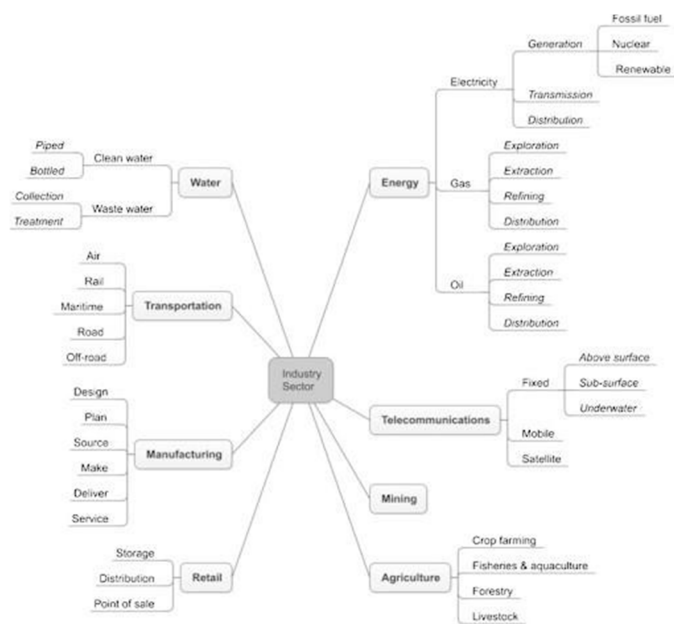 Industry
Sector
Water
Clean water
Piped
Bottled
Waste water
Collection
Treatment
Transportation
Air
Rail
Maritime
Road
Off-road
Manufacturing
Design
Plan
Source
Make
Deliver
Service
Retail
Storage
Distribution
Point of sale
Energy
Electricity
Generation
Fossil fuel
Nuclear
Renewable
Transmission
Distribution
Gas
Exploration
Extraction
Refining
Distribution
Oil
Exploration
Extraction
Refining
Distribution
Telecommunications
Fixed
Above surface
Sub-surface
Underwater
Mobile
Satellite
Mining
Agriculture
Crop farming
Fisheries & aquaculture
Forestry
Livestock